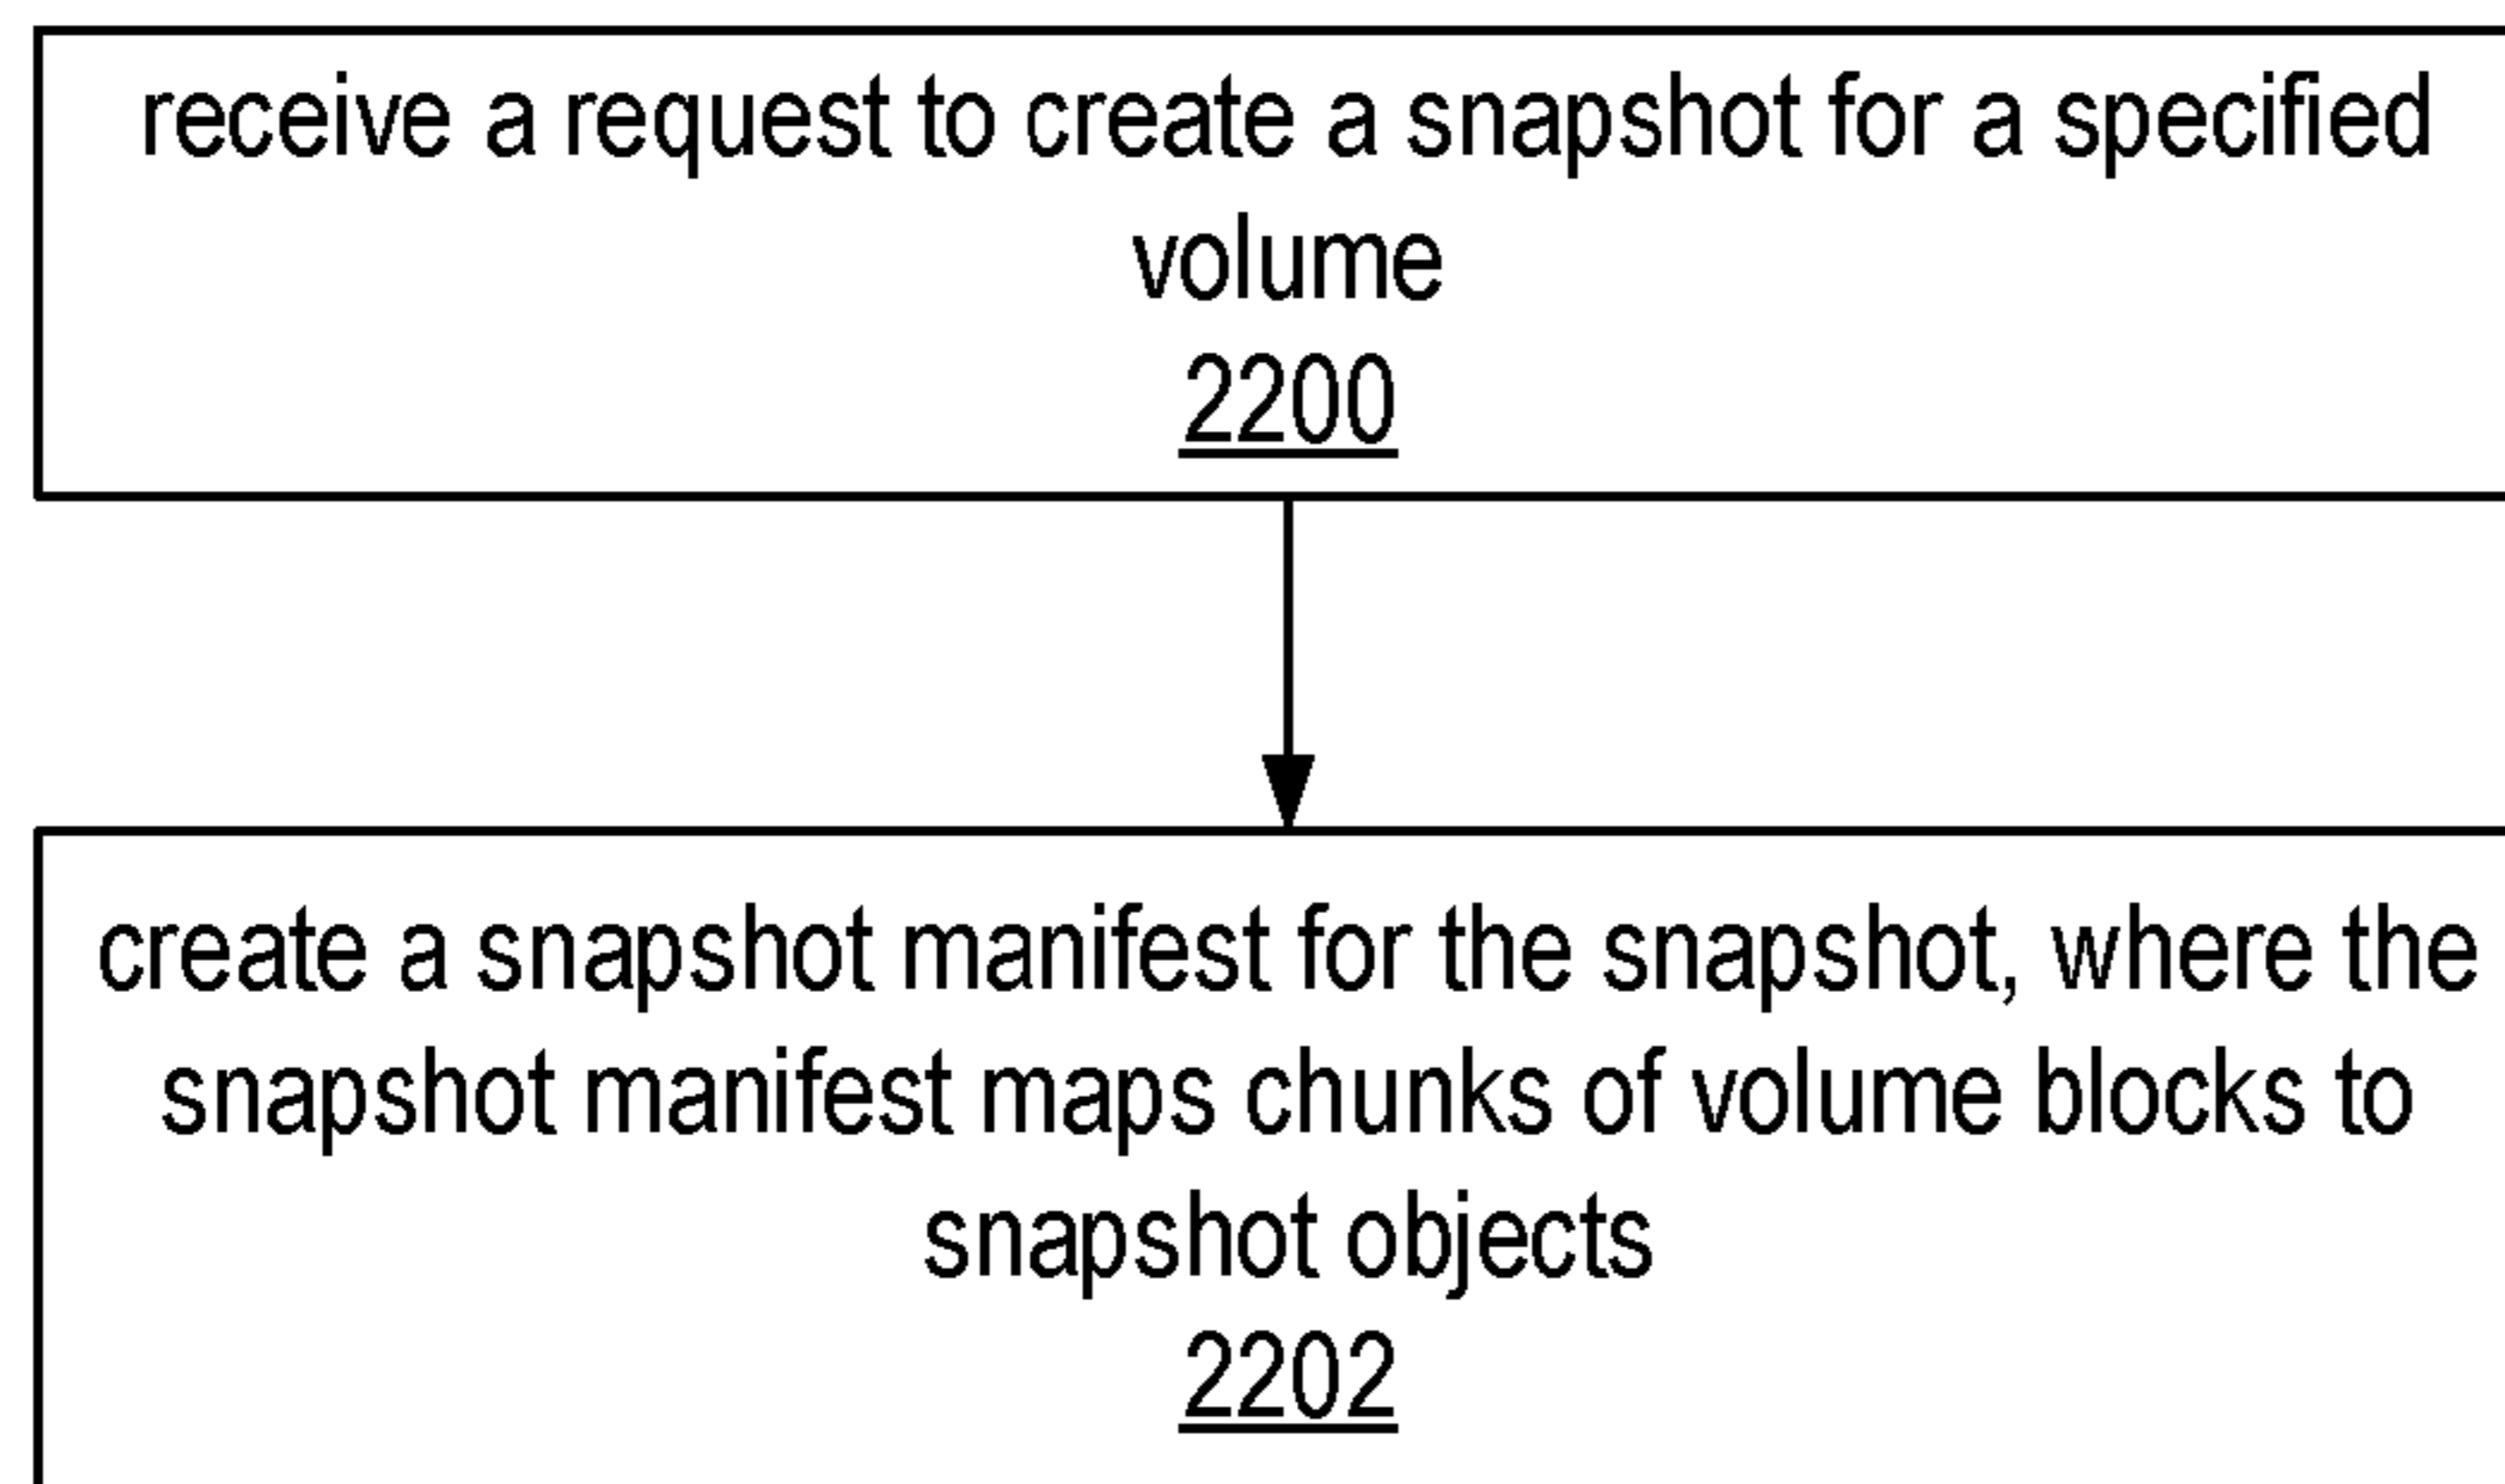 receive a request to create a snapshot for a specified
volume
2200
create a snapshot manifest for the snapshot, where the
snapshot manifest maps chunks of volume blocks to
snapshot objects
2202